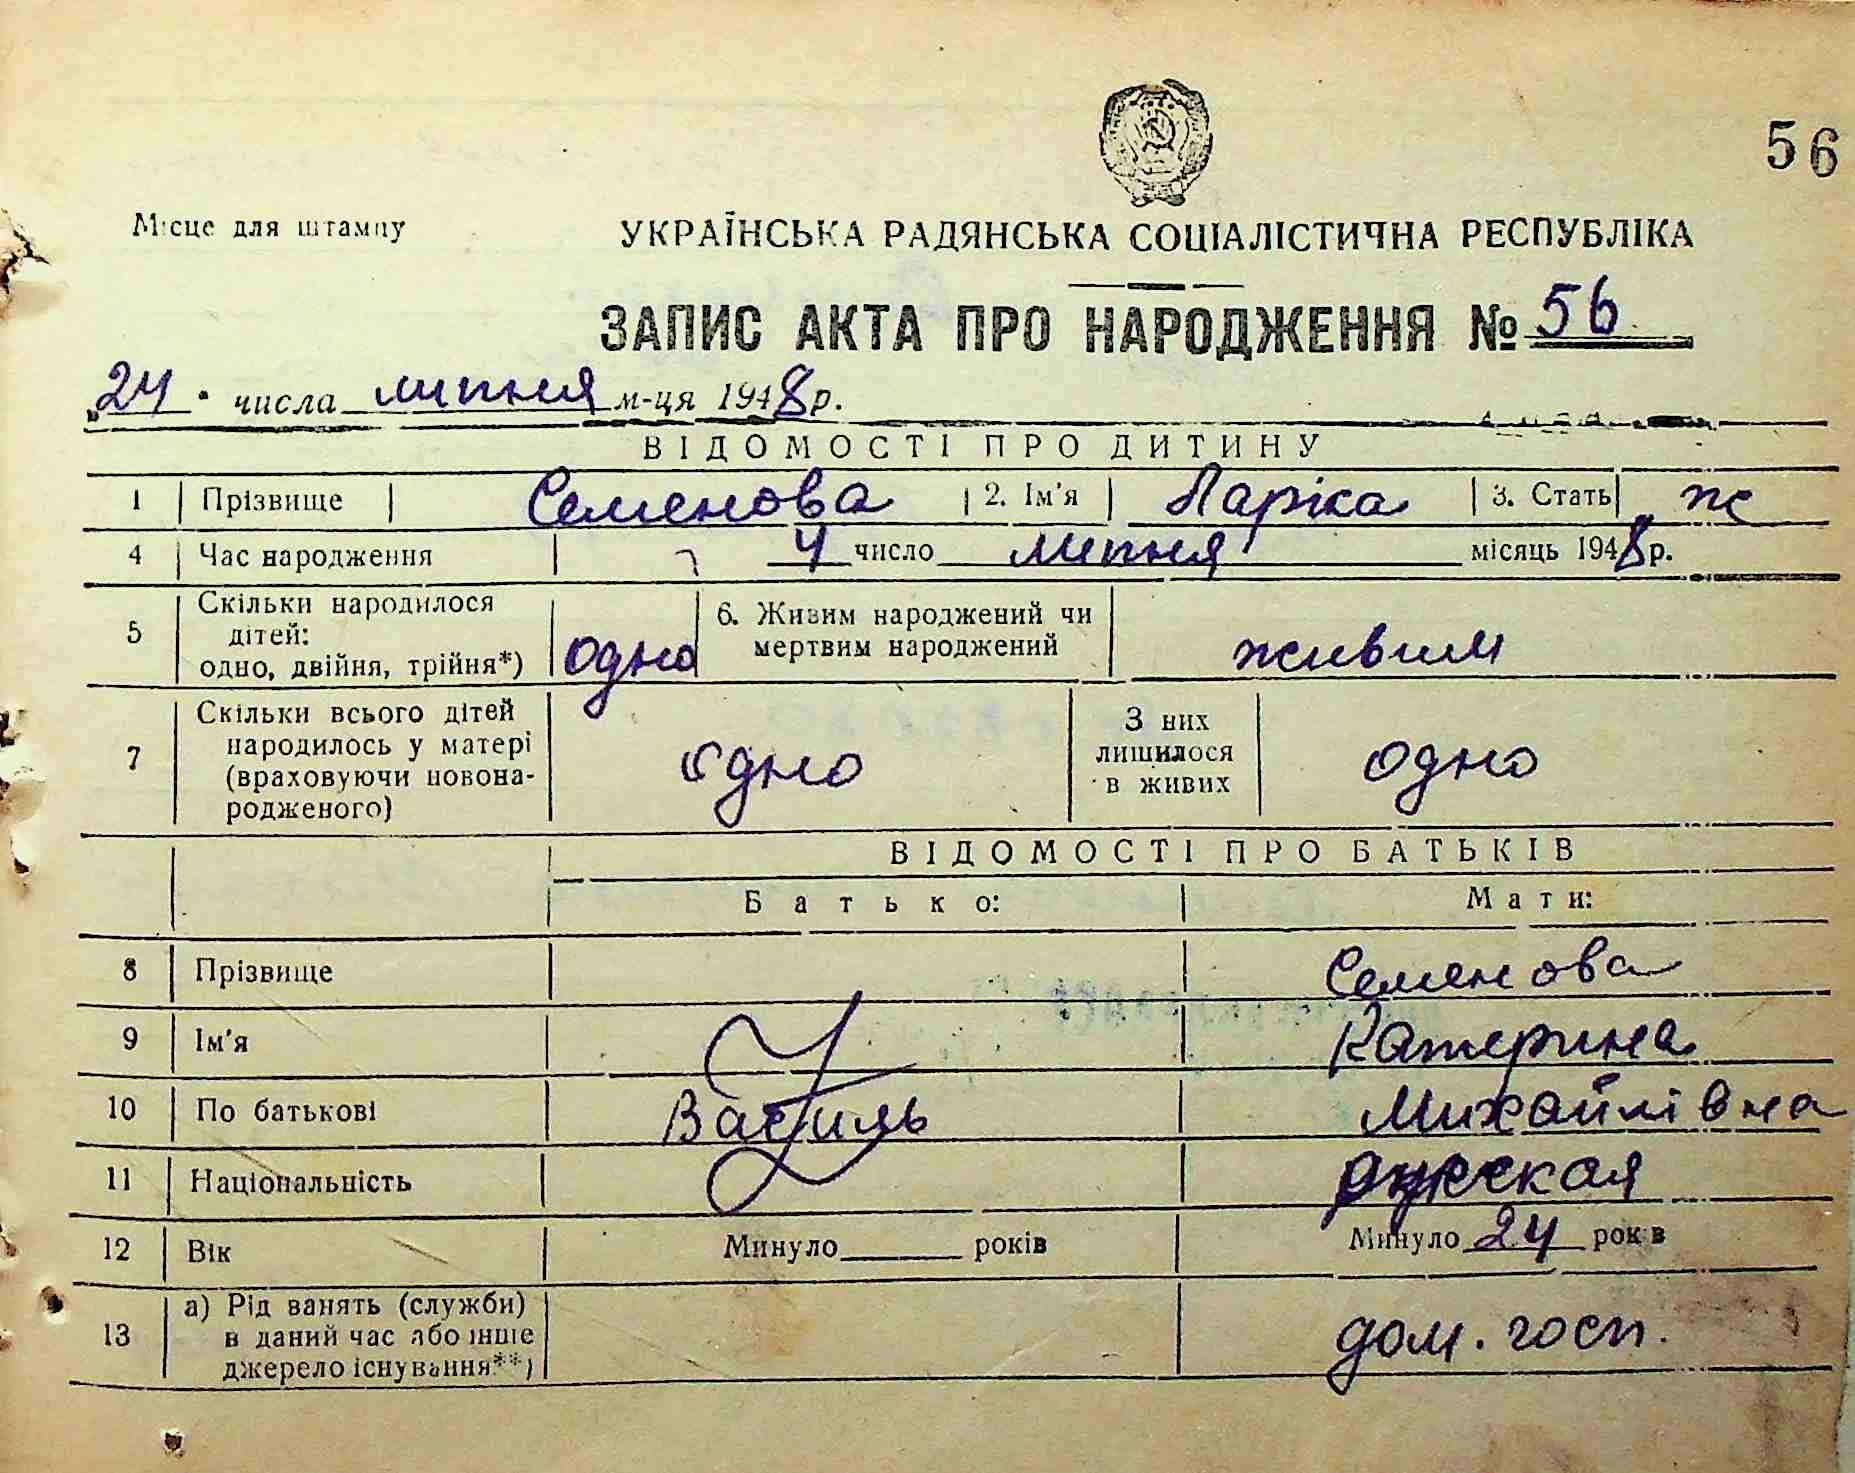 56
Місце для штампу
УКРАЇНСЬКА РАДЯНСЬКА СОЦІАЛІСТИЧНА РЕСПУБЛІКА
ЗАПИС АКТА ПРО НАРОДЖЕННЯ № 56
„24" числа липня м-ця 1948 р.
ВІДОМОСТІ ПРО ДИТИНУ
1 Прізвище Семенова 2. Ім'я Ларіса 3. Стать ж
4 Час народження 4 число липня місяць 1948 р.
5 Скільки народилося дітей: одно, двійня, трійня*) одно 6. Живим народжений чи мертвим народжений живим
7 Скільки всього дітей народилось у матері (враховуючи новона-родженого) одно З них лишилося в живих одно
ВІДОМОСТІ ПРО БАТЬКІВ
Батько: Мати:
8 Прізвище Семенова
9 Ім'я Катерина
10 По батькові Василь Михайлівна
11 Національність русская
12 Вік Минуло років Минуло 24 років
13 а) Рід занять (служби) в даний час або інше джерело існування**) дом. госп.